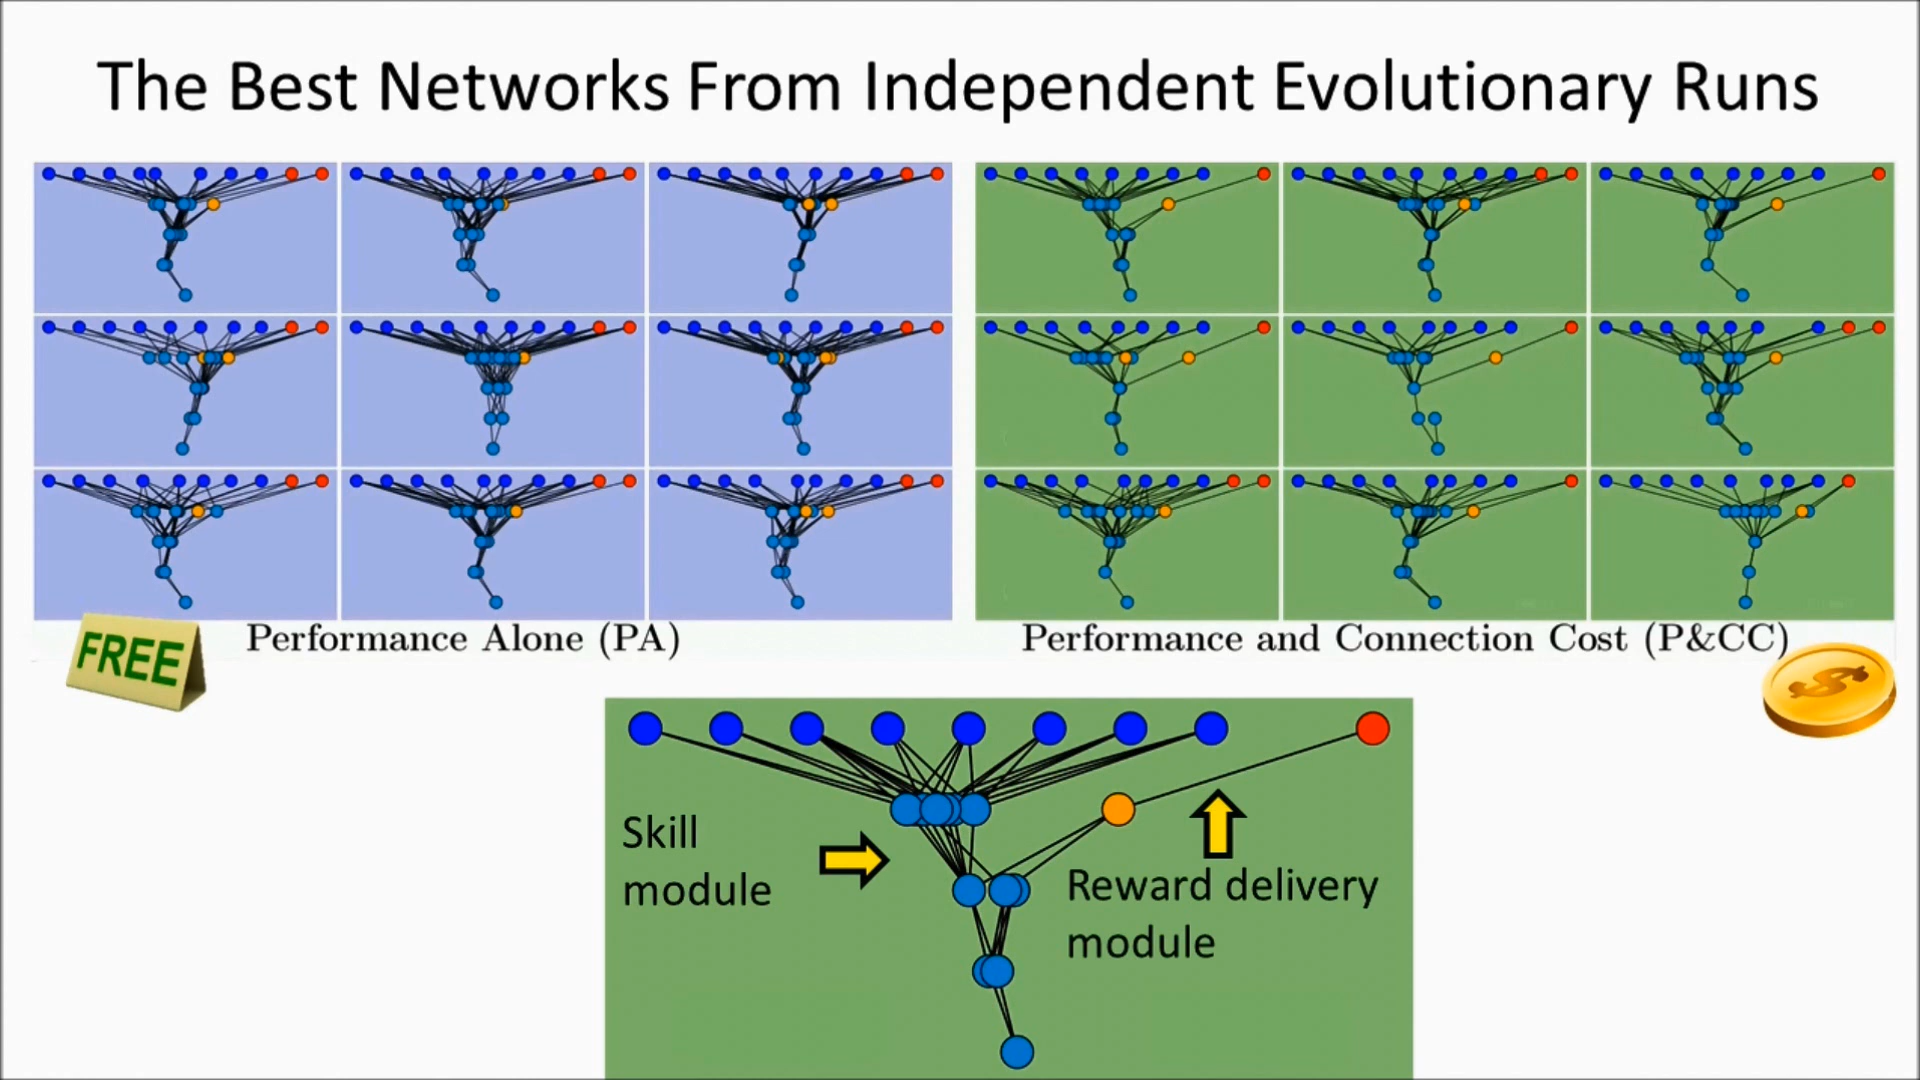 The Best Networks From Independent Evolutionary Runs
Performance Alone (PA)
Performance and Connection Cost (P&CC)
FREE
$
Skill
module
Reward delivery
module